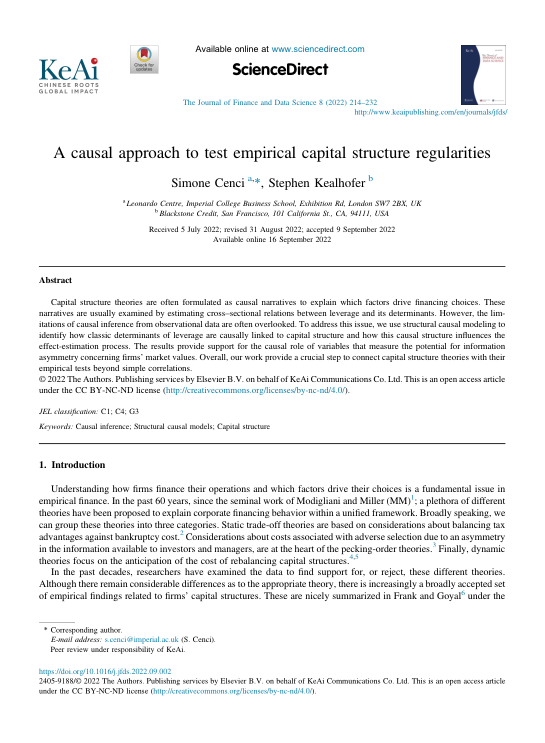 KeAi
CHINESE ROOTS
GLOBAL IMPACT
Check for
updates
Available online at www.sciencedirect.com
ScienceDirect
The Journal of Finance and Data Science 8 (2022) 214–232
http://www.keaipublishing.com/en/journals/jfds/
A causal approach to test empirical capital structure regularities
Simone Cenci a,*, Stephen Kealhofer b
a Leonardo Centre, Imperial College Business School, Exhibition Rd, London SW7 2BX, UK
b Blackstone Credit, San Francisco, 101 California St., CA, 94111, USA
Received 5 July 2022; revised 31 August 2022; accepted 9 September 2022
Available online 16 September 2022
Abstract
Capital structure theories are often formulated as causal narratives to explain which factors drive financing choices. These
narratives are usually examined by estimating cross–sectional relations between leverage and its determinants. However, the lim-
itations of causal inference from observational data are often overlooked. To address this issue, we use structural causal modeling to
identify how classic determinants of leverage are causally linked to capital structure and how this causal structure influences the
effect-estimation process. The results provide support for the causal role of variables that measure the potential for information
asymmetry concerning firms' market values. Overall, our work provide a crucial step to connect capital structure theories with their
empirical tests beyond simple correlations.
© 2022 The Authors. Publishing services by Elsevier B.V. on behalf of KeAi Communications Co. Ltd. This is an open access article
under the CC BY-NC-ND license (http://creativecommons.org/licenses/by-nc-nd/4.0/).
JEL classification: C1; C4; G3
Keywords: Causal inference; Structural causal models; Capital structure
1. Introduction
Understanding how firms finance their operations and which factors drive their choices is a fundamental issue in
empirical finance. In the past 60 years, since the seminal work of Modigliani and Miller (MM)1; a plethora of different
theories have been proposed to explain corporate financing behavior within a unified framework. Broadly speaking, we
can group these theories into three categories. Static trade-off theories are based on considerations about balancing tax
advantages against bankruptcy cost.2 Considerations about costs associated with adverse selection due to an asymmetry
in the information available to investors and managers, are at the heart of the pecking-order theories.3 Finally, dynamic
theories focus on the anticipation of the cost of rebalancing capital structures.4,5
In the past decades, researchers have examined the data to find support for, or reject, these different theories.
Although there remain considerable differences as to the appropriate theory, there is increasingly a broadly accepted set
of empirical findings related to firms' capital structures. These are nicely summarized in Frank and Goyal6 under the
* Corresponding author.
E-mail address: s.cenci@imperial.ac.uk (S. Cenci).
Peer review under responsibility of KeAi.
https://doi.org/10.1016/j.jfds.2022.09.002
2405-9188/© 2022 The Authors. Publishing services by Elsevier B.V. on behalf of KeAi Communications Co. Ltd. This is an open access article
under the CC BY-NC-ND license (http://creativecommons.org/licenses/by-nc-nd/4.0/).